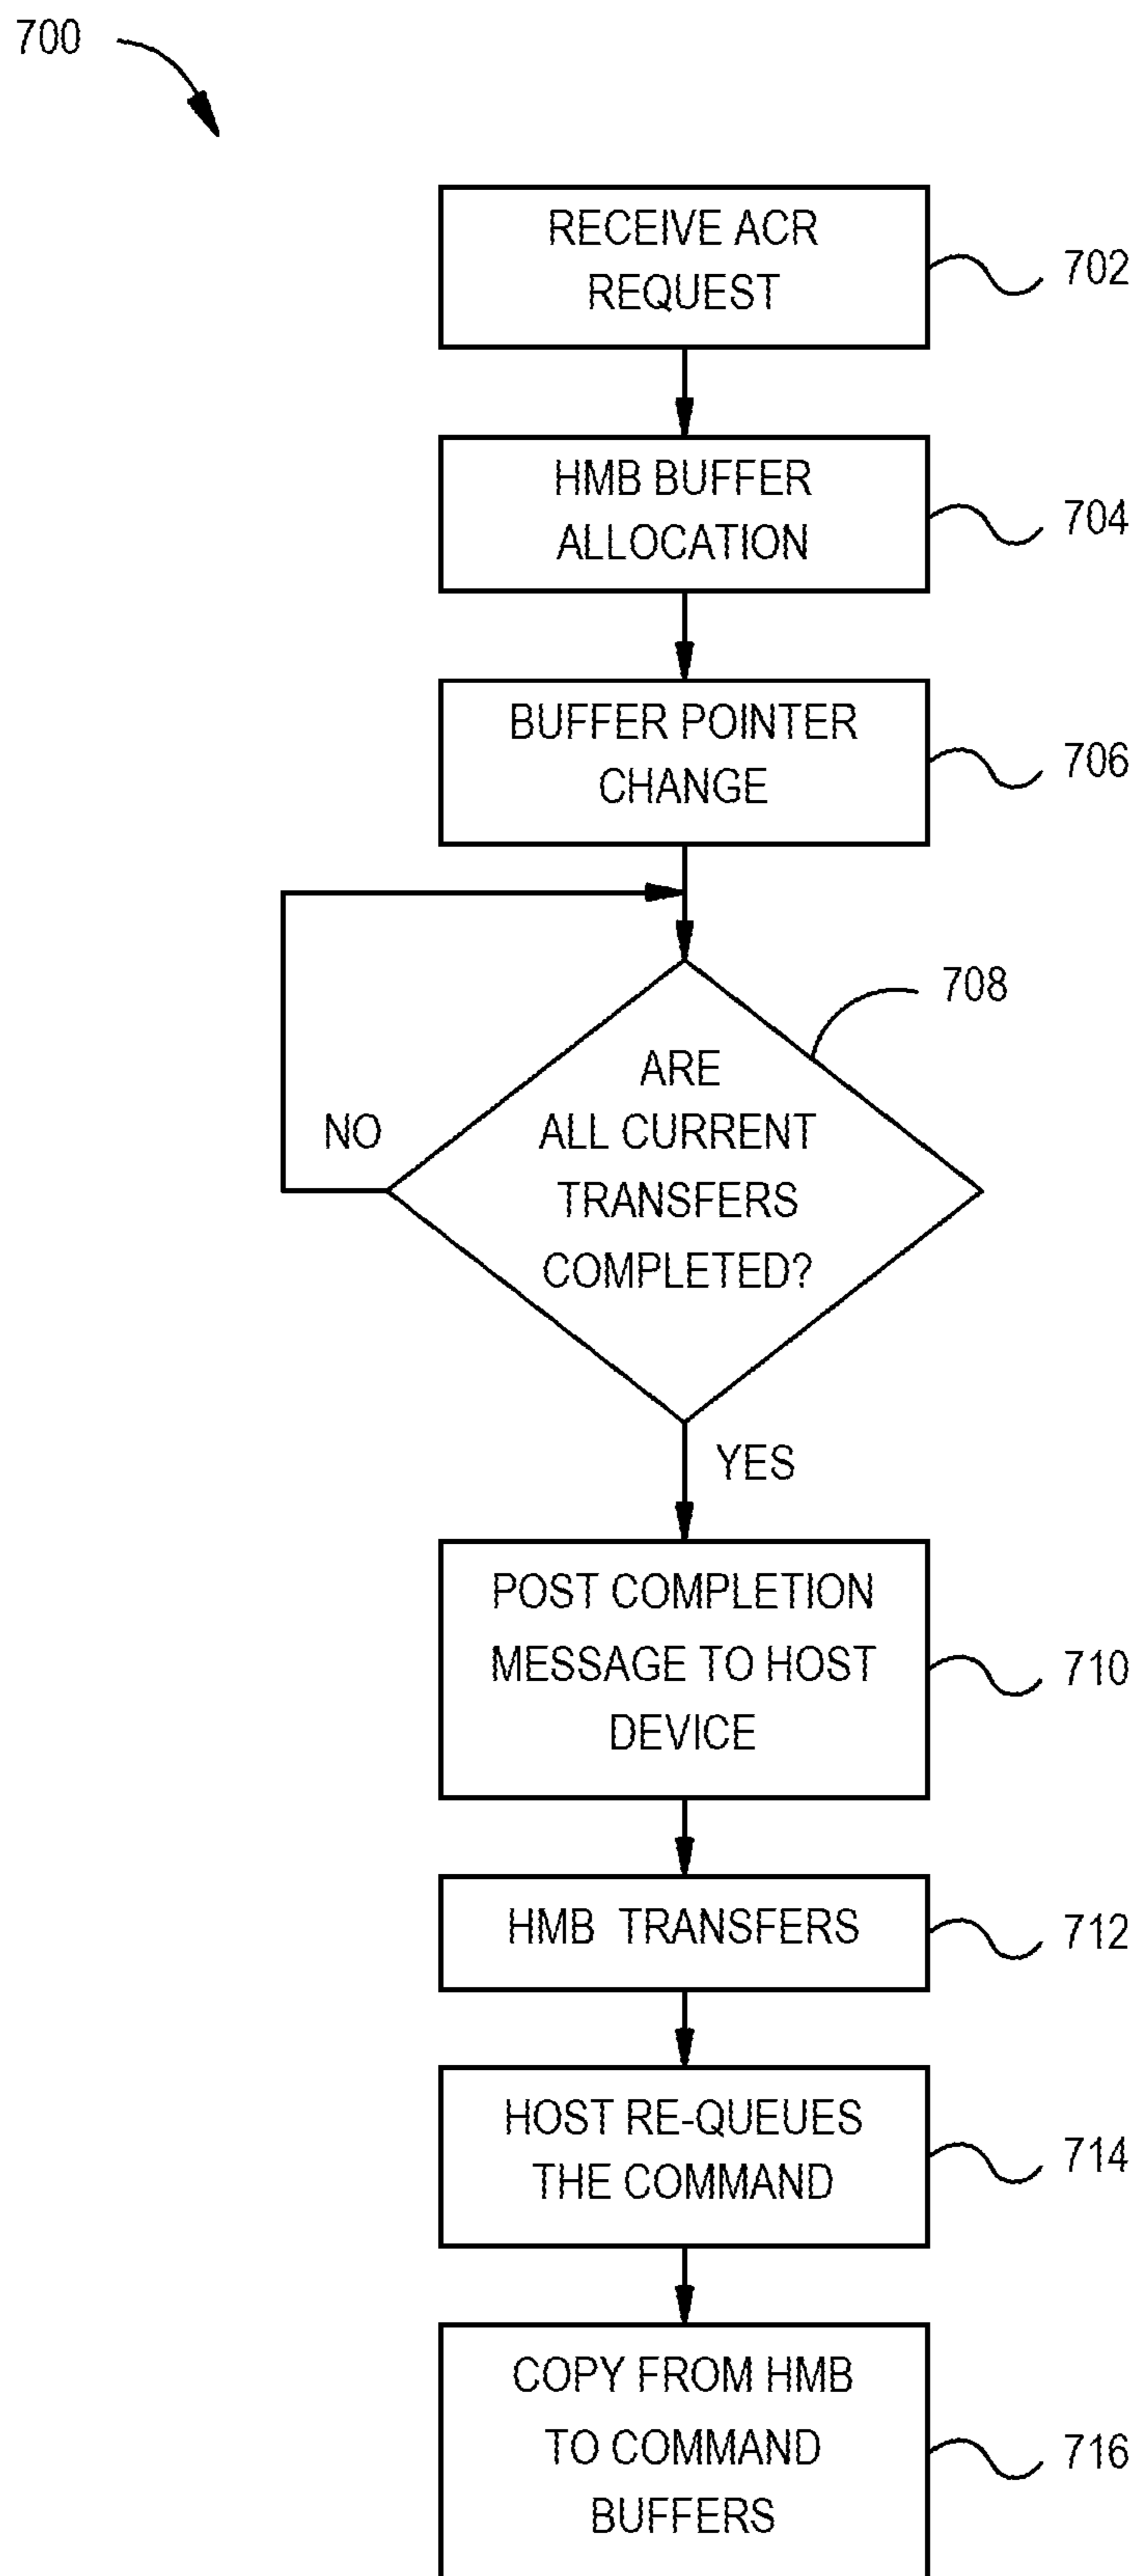 700
RECEIVE ACR
REQUEST
702
HMB BUFFER
ALLOCATION
704
BUFFER POINTER
CHANGE
706
708
ARE
ALL CURRENT
TRANSFERS
COMPLETED?
NO
YES
POST COMPLETION
MESSAGE TO HOST
DEVICE
710
HMB TRANSFERS
712
HOST RE-QUEUES
THE COMMAND
714
COPY FROM HMB
TO COMMAND
BUFFERS
716